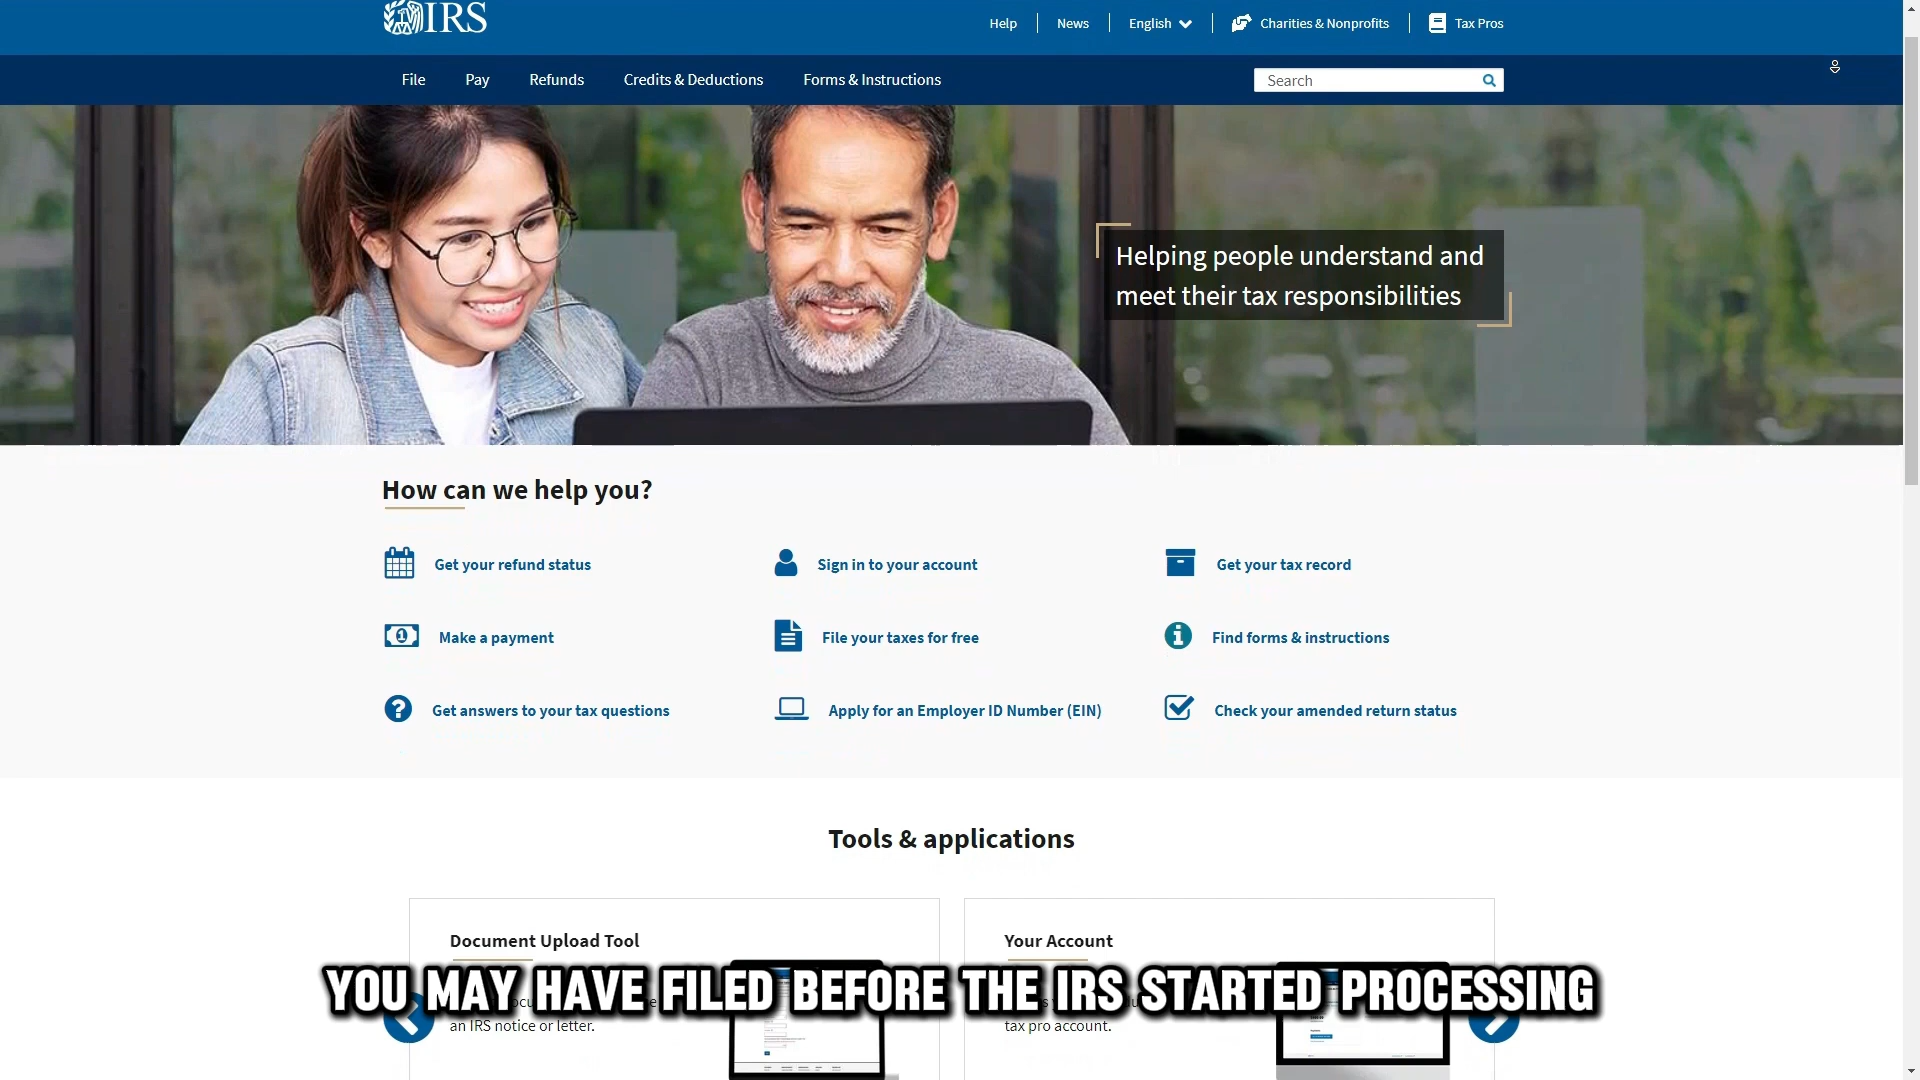 IRS
Help
News
English
Charities & Nonprofits
Tax Pros
File
Pay
Refunds
Credits & Deductions
Forms & Instructions
Search
Helping people understand and
meet their tax responsibilities
How can we help you?
Get your refund status
Sign in to your account
Get your tax record
Make a payment
File your taxes for free
Find forms & instructions
Get answers to your tax questions
Apply for an Employer ID Number (EIN)
Check your amended return status
Tools & applications
Document Upload Tool
Your Account
YOU MAY HAVE FILED BEFORE THE IRS STARTED PROCESSING
an IRS notice or letter.
tax pro account.